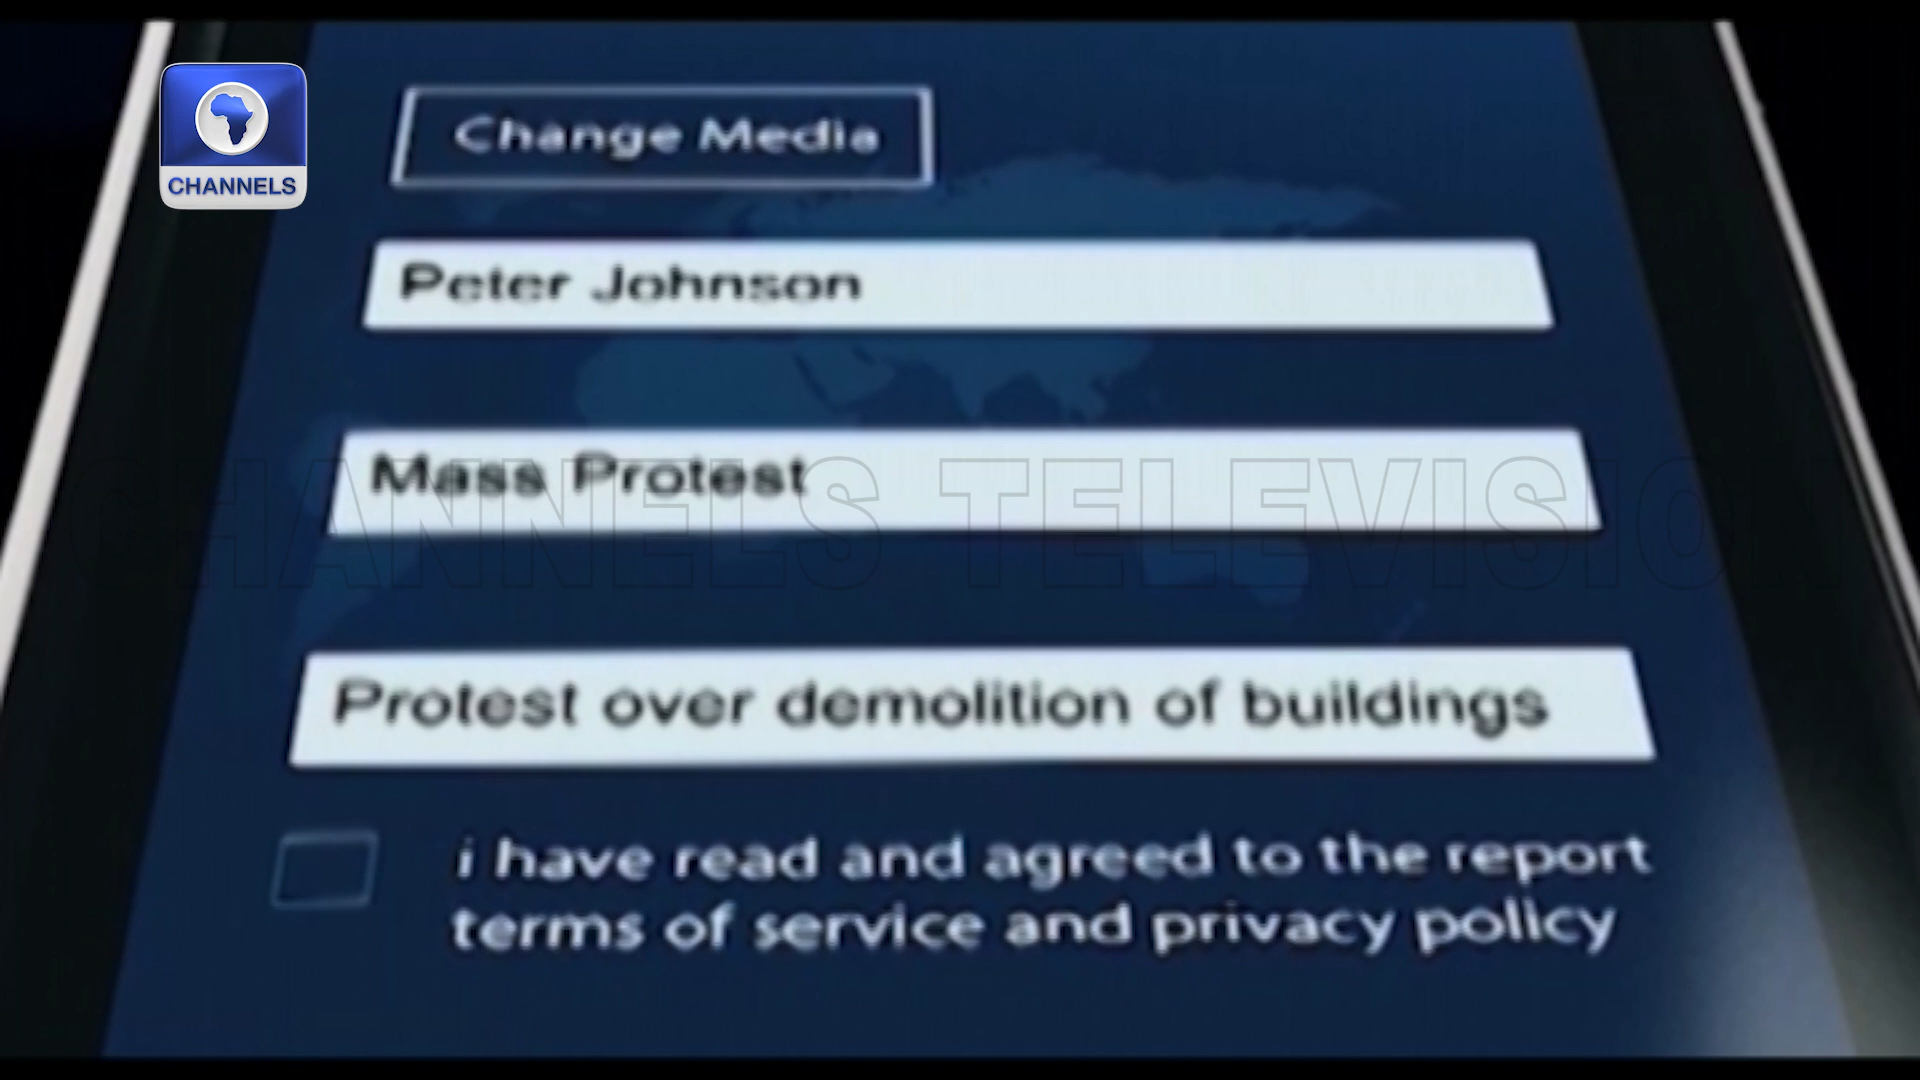 CHANNELS
Change Media
Peter Johnson
Mass Protest
CHANNELS TELEVISION
Protest over demolition of buildings
i have read and agreed to the report
terms of service and privacy policy